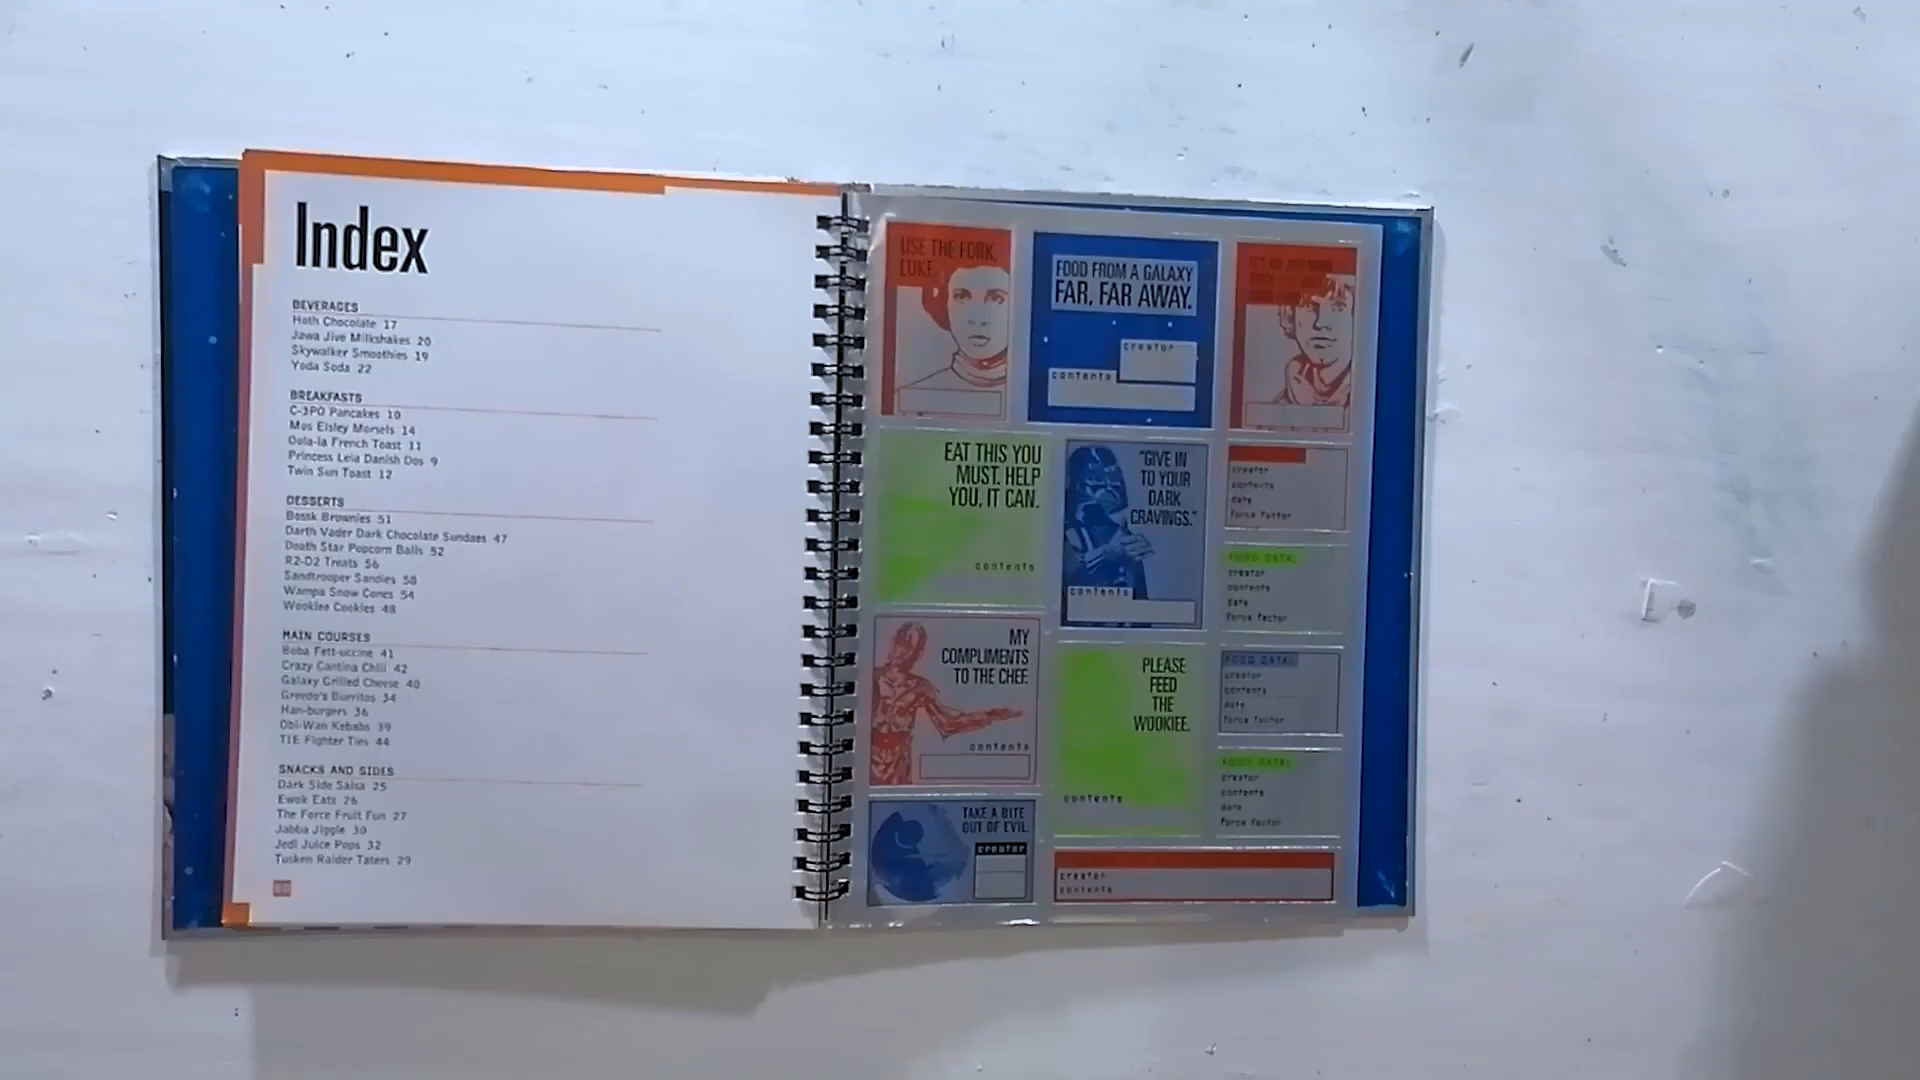 Index
BEVERAGES
Hoth Chocolate 17
Jawa Jive Milkshakes 20
Skywalker Smoothies 19
Yoda Soda 22
BREAKFASTS
C-3PO Pancakes 10
Mos Eisley Morsels 14
Oola-la French Toast 11
Princess Leia Danish Dos 9
Twin Sun Toast 12
DESSERTS
Bossk Brownies 51
Darth Vader Dark Chocolate Sundaes 47
Death Star Popcorn Balls 52
R2-D2 Treats 56
Sandtrooper Sandies 58
Wampa Snow Cones 54
Wookiee Cookies 48
MAIN COURSES
Boba Fett-uccine 41
Crazy Cantina Chili 42
Galaxy Grilled Cheese 40
Greedo's Burritos 34
Han-burgers 36
Obi-Wan Kebabs 39
TIE Fighter Ties 44
SNACKS AND SIDES
Dark Side Salsa 25
Ewok Eats 26
The Force Fruit Fun 27
Jabba Jiggle 30
Jedi Juice Pops 32
Tusken Raider Taters 29
60
USE THE FORK,
LUKE.
FOOD FROM A GALAXY
FAR, FAR AWAY.
creator
contents
EAT THIS YOU
MUST. HELP
YOU, IT CAN.
contents
"GIVE IN
TO YOUR
DARK
CRAVINGS."
contents
creator
contents
date
force factor
FOOD DATA:
creator
contents
date
force factor
MY
COMPLIMENTS
TO THE CHEF.
contents
PLEASE
FEED
THE
WOOKIEE.
contents
FOOD DATA:
creator
contents
date
force factor
FOOD DATA:
creator
contents
date
force factor
TAKE A BITE
OUT OF EVIL.
creator
creator
contents